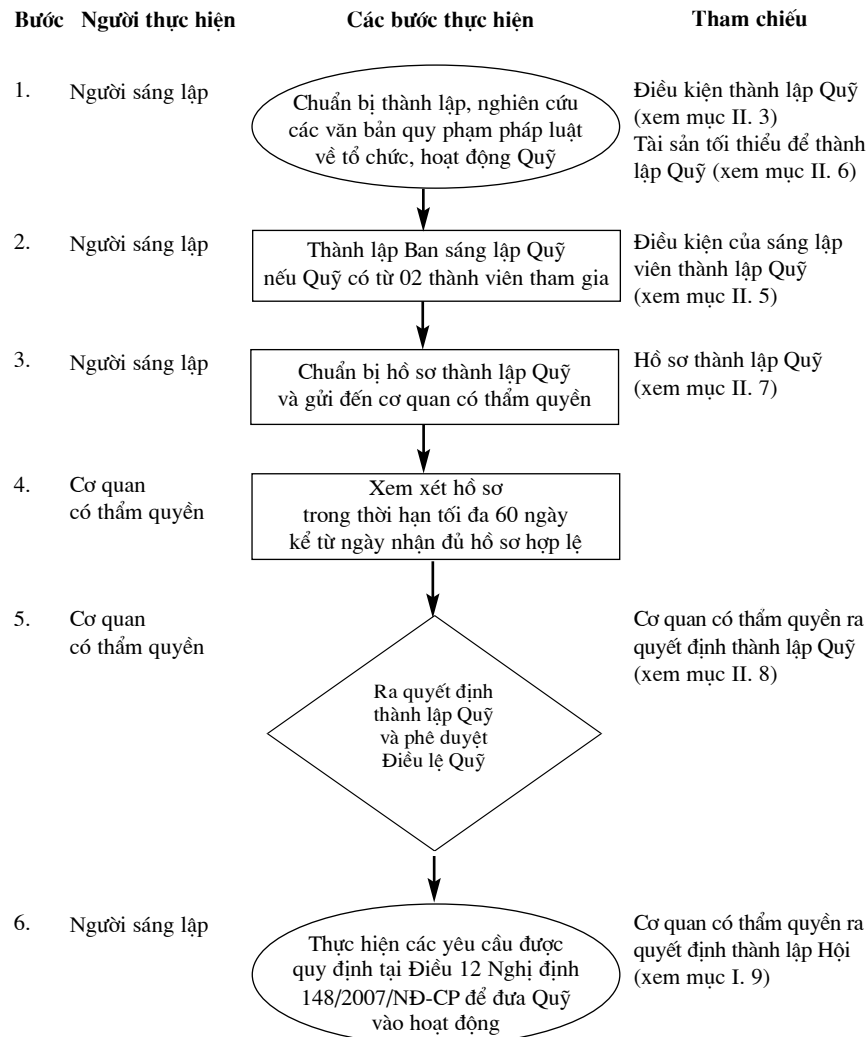 Bước Người thực hiện Các bước thực hiện Tham chiếu
1. Người sáng lập
Chuẩn bị thành lập, nghiên cứu
các văn bản quy phạm pháp luật
về tổ chức, hoạt động Quỹ
Điều kiện thành lập Quỹ
(xem mục II. 3)
Tài sản tối thiểu để thành
lập Quỹ (xem mục II. 6)
2. Người sáng lập
Thành lập Ban sáng lập Quỹ
nếu Quỹ có từ 02 thành viên tham gia
Điều kiện của sáng lập
viên thành lập Quỹ
(xem mục II. 5)
3. Người sáng lập
Chuẩn bị hồ sơ thành lập Quỹ
và gửi đến cơ quan có thẩm quyền
Hồ sơ thành lập Quỹ
(xem mục II. 7)
4. Cơ quan
có thẩm quyền
Xem xét hồ sơ
trong thời hạn tối đa 60 ngày
kể từ ngày nhận đủ hồ sơ hợp lệ
5. Cơ quan
có thẩm quyền
Ra quyết định
thành lập Quỹ
và phê duyệt
Điều lệ Quỹ
Cơ quan có thẩm quyền ra
quyết định thành lập Quỹ
(xem mục II. 8)
6. Người sáng lập
Thực hiện các yêu cầu được
quy định tại Điều 12 Nghị định
148/2007/NĐ-CP để đưa Quỹ
vào hoạt động
Cơ quan có thẩm quyền ra
quyết định thành lập Hội
(xem mục I. 9)